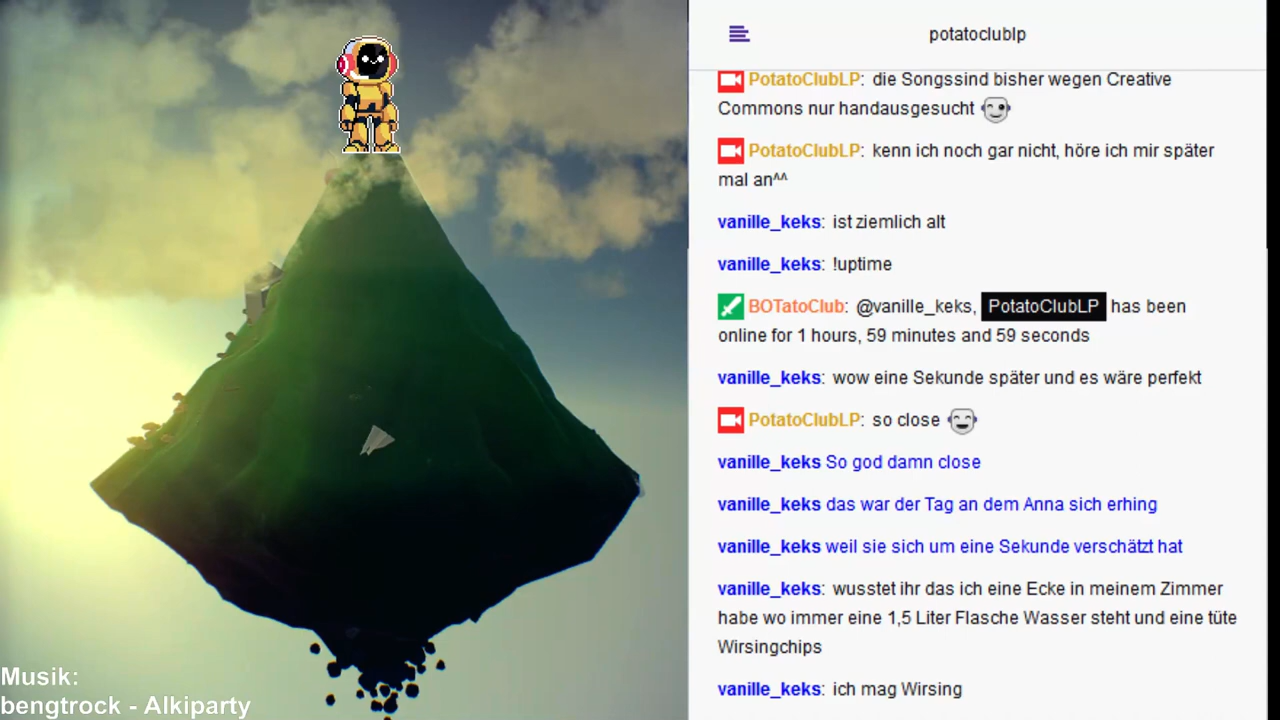 potatoclublp
PotatoClubLP: die Songssind bisher wegen Creative
Commons nur handausgesucht
PotatoClubLP: kenn ich noch gar nicht, höre ich mir später
mal an^^
vanille_keks: ist ziemlich alt
vanille_keks: !uptime
BOTatoClub: @vanille_keks, PotatoClubLP has been
online for 1 hours, 59 minutes and 59 seconds
vanille_keks: wow eine Sekunde später und es wäre perfekt
PotatoClubLP: so close
vanille_keks So god damn close
vanille_keks das war der Tag an dem Anna sich erhing
vanille_keks weil sie sich um eine Sekunde verschätzt hat
vanille_keks: wusstet ihr das ich eine Ecke in meinem Zimmer
habe wo immer eine 1,5 Liter Flasche Wasser steht und eine tüte
Wirsingchips
vanille_keks: ich mag Wirsing
Musik:
bengtrock - Alkiparty